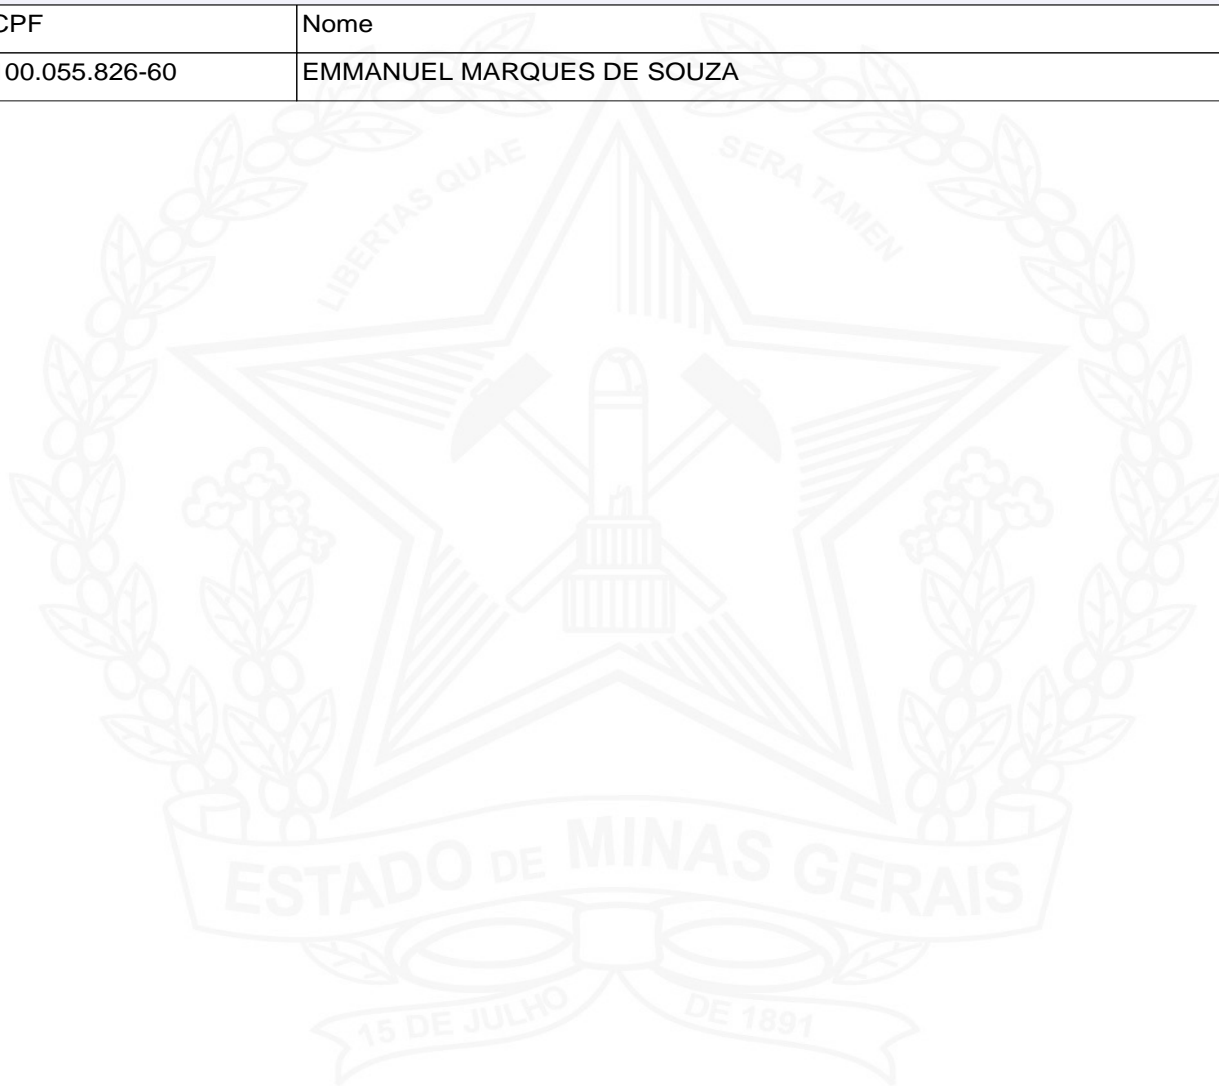 CPF Nome
00.055.826-60 EMMANUEL MARQUES DE SOUZA
LIBERTAS QUAE SERA TAMEN
ESTADO DE MINAS GERAIS
15 DE JULHO DE 1891